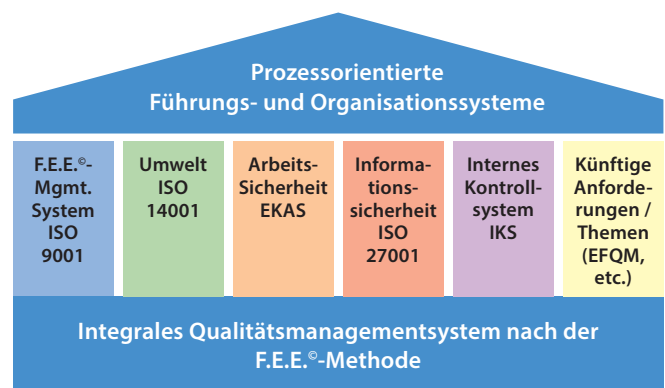 Prozessorientierte
Führungs- und Organisationssysteme
F.E.E.©-
Mgmt.
System
ISO
9001
Umwelt
ISO
14001
Arbeits-
Sicherheit
EKAS
Informa-
tions-
sicherheit
ISO
27001
Internes
Kontroll-
system
IKS
Künftige
Anforde-
rungen /
Themen
(EFQM,
etc.)
Integrales Qualitätsmanagementsystem nach der
F.E.E.©-Methode